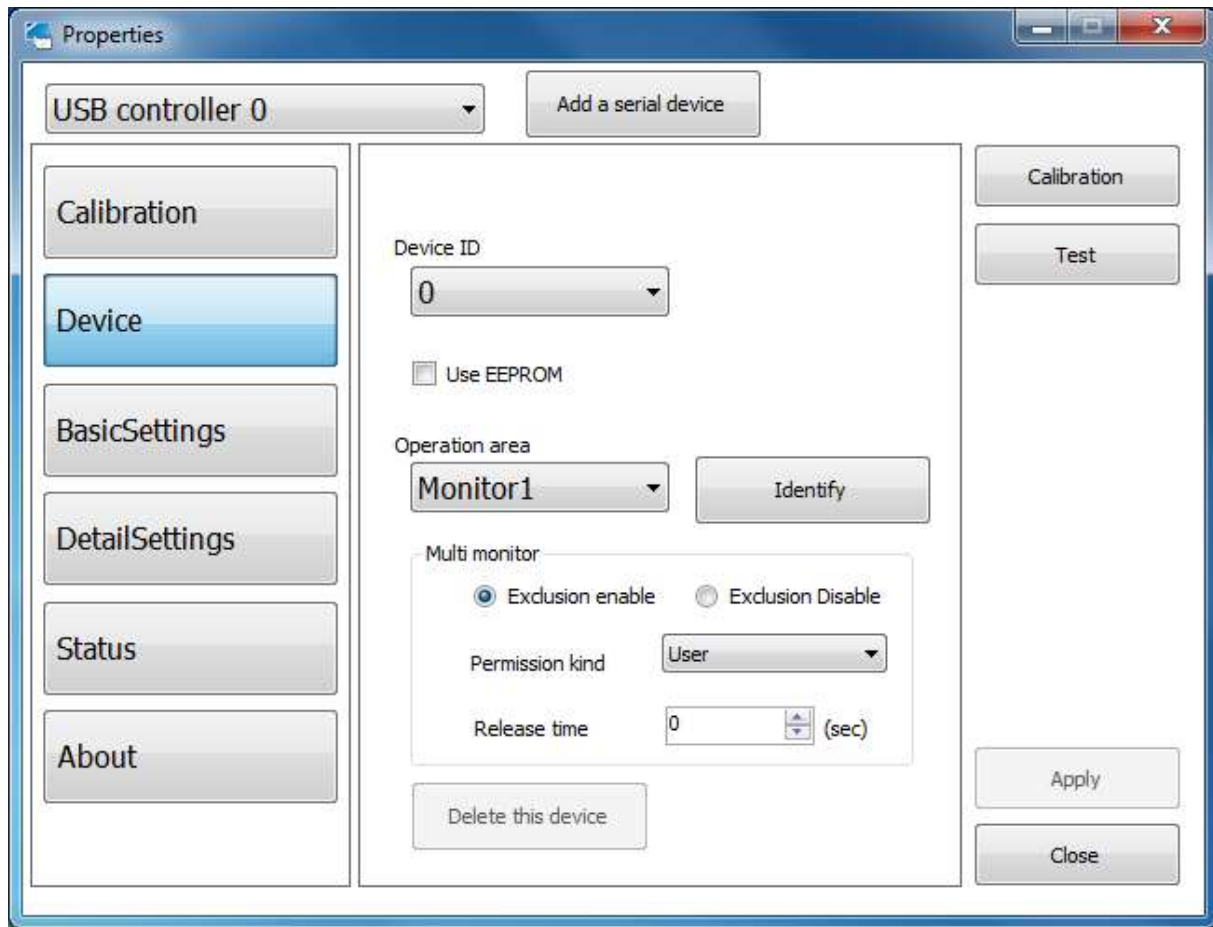 Properties
USB controller 0
Add a serial device
Calibration
Device
BasicSettings
DetailSettings
Status
About
Device ID
0
Use EEPROM
Operation area
Monitor1
Identify
Multi monitor
Exclusion enable
Exclusion Disable
Permission kind
User
Release time
0
(sec)
Delete this device
Calibration
Test
Apply
Close